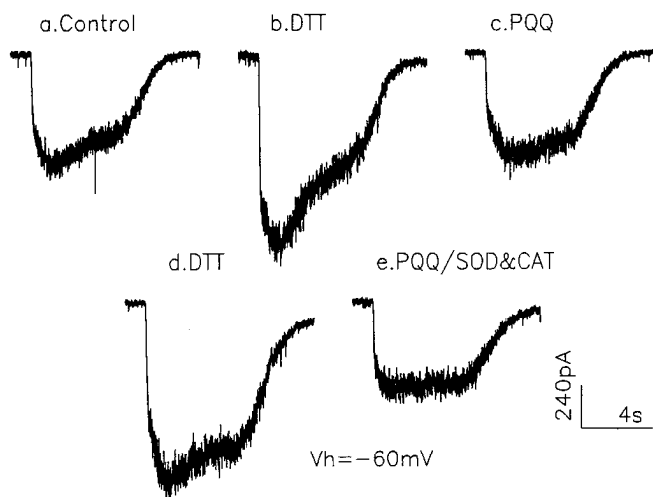 a.Control
b.DTT
c.PQQ
d.DTT
e.PQQ/SOD&CAT
240pA
4s
Vh=-60mV